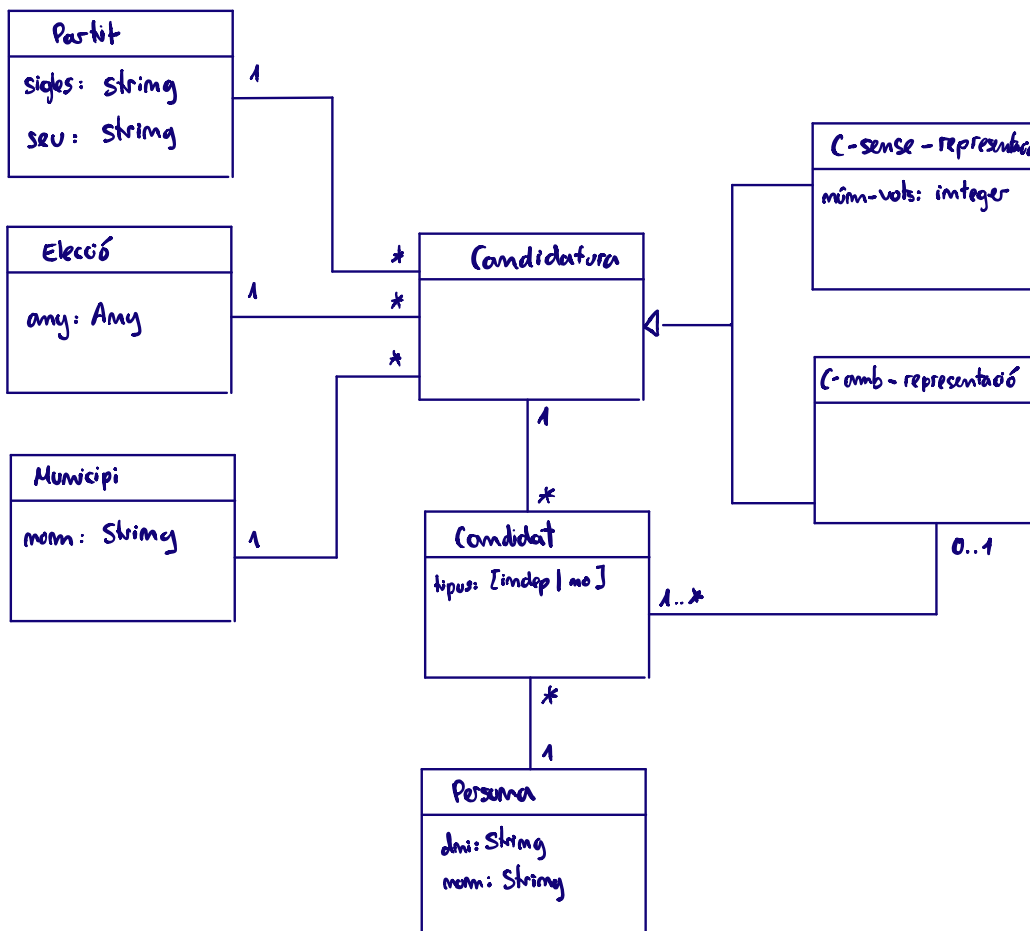 Partit
sigles: string
seu: string
1
C-sense-representació
núm-vots: integer
Elecció
any: Any
1
*
*
*
Candidatura
C-amb-representació
1
*
Municipi
nom: String
1
Candidat
tipus: [indep | no]
0..1
1..*
*
1
Persona
dni: String
nom: String